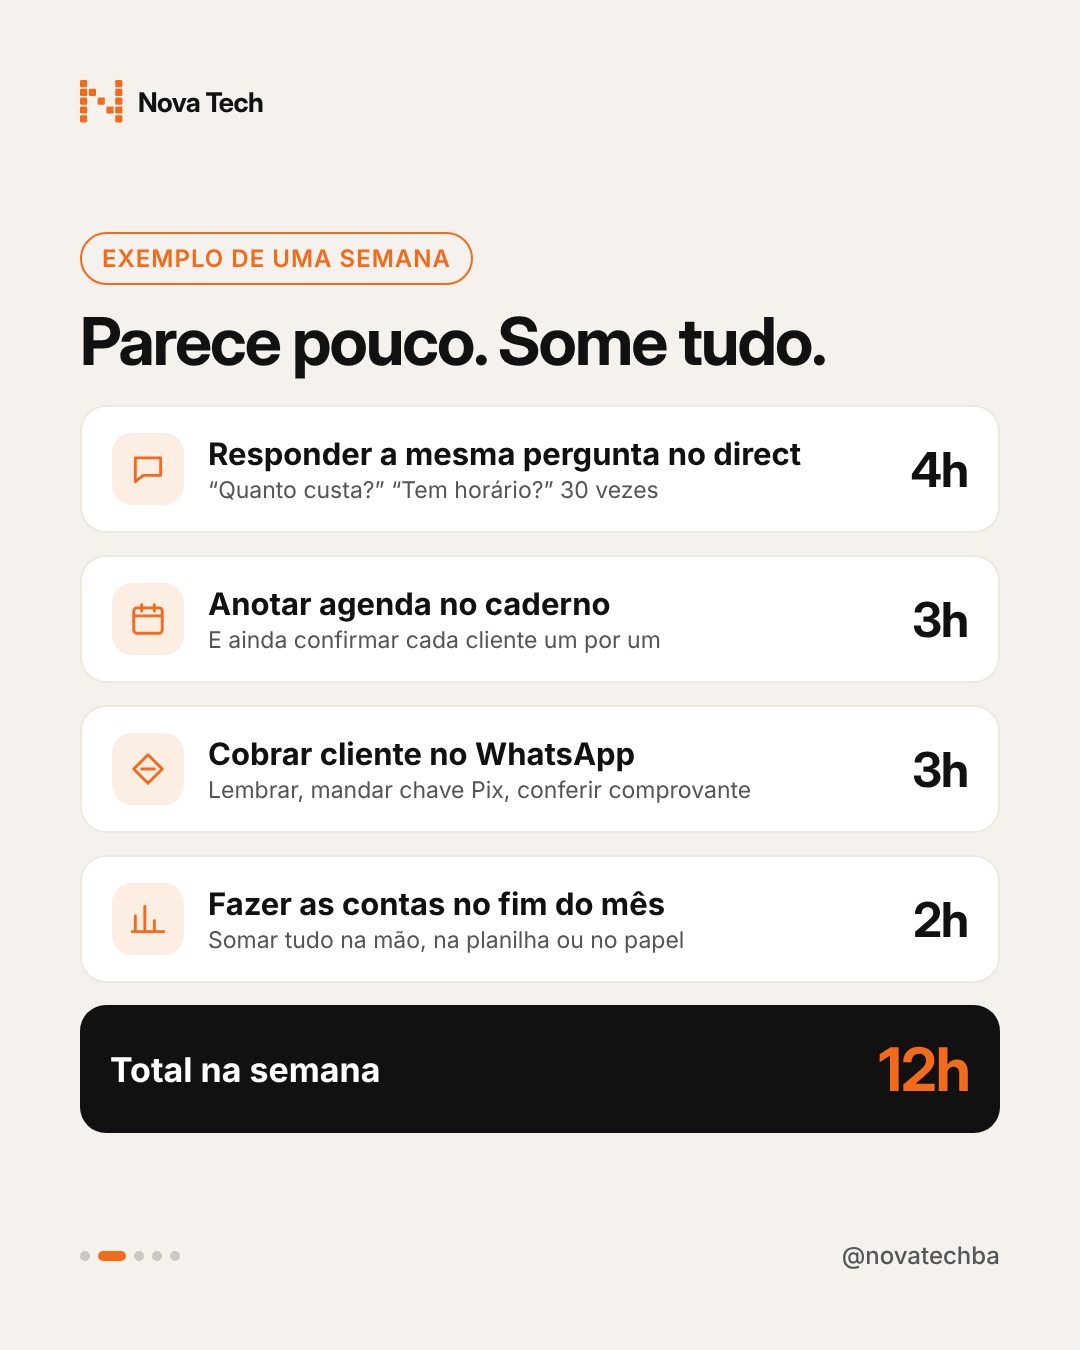 Nova Tech
EXEMPLO DE UMA SEMANA
Parece pouco. Some tudo.
Responder a mesma pergunta no direct
“Quanto custa?” “Tem horário?” 30 vezes
4h
Anotar agenda no caderno
E ainda confirmar cada cliente um por um
3h
Cobrar cliente no WhatsApp
Lembrar, mandar chave Pix, conferir comprovante
3h
Fazer as contas no fim do mês
Somar tudo na mão, na planilha ou no papel
2h
Total na semana
12h
@novatechba